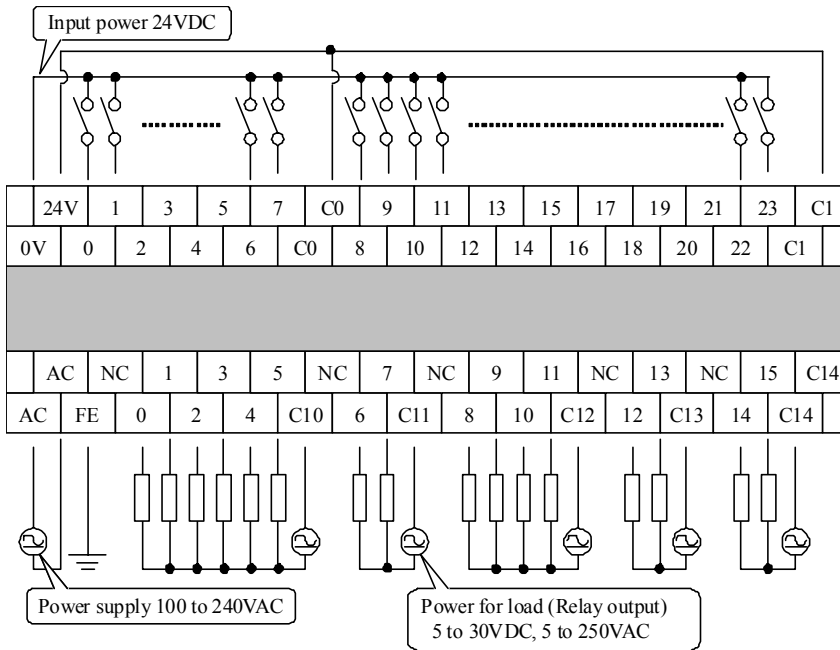 Input power 24VDC
24V 1 3 5 7 C0 9 11 13 15 17 19 21 23 C1
0V 0 2 4 6 C0 8 10 12 14 16 18 20 22 C1
AC NC 1 3 5 NC 7 NC 9 11 NC 13 NC 15 C14
AC FE 0 2 4 C10 6 C11 8 10 C12 12 C13 14 C14
Power supply 100 to 240VAC
Power for load (Relay output)
5 to 30VDC, 5 to 250VAC